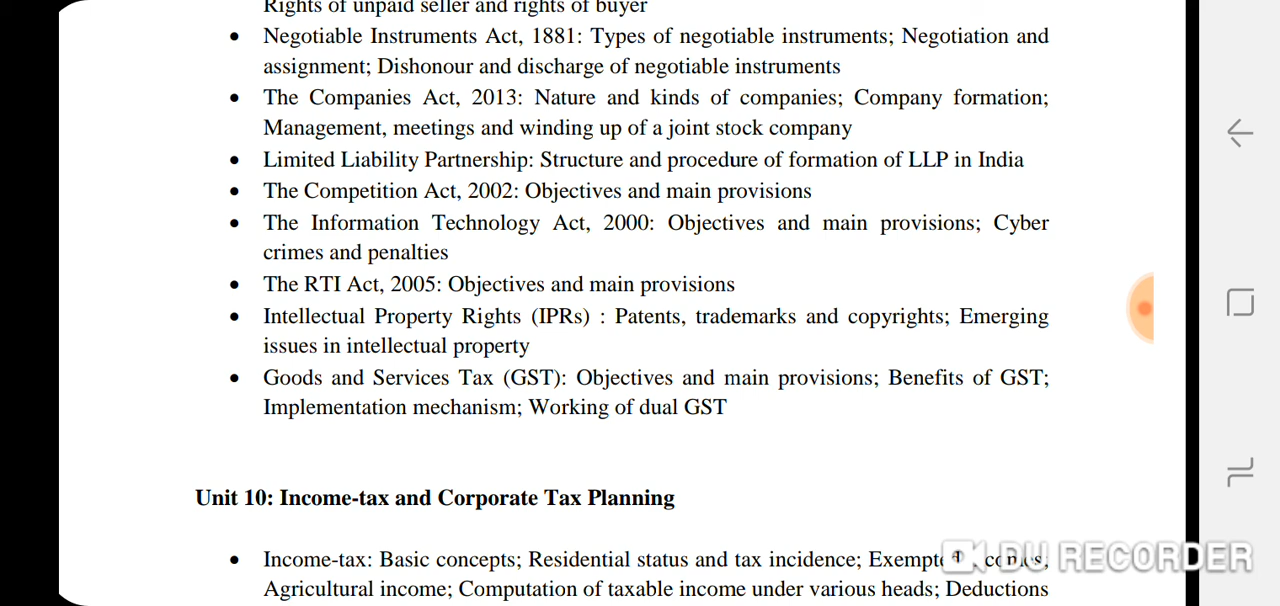 Rights of unpaid seller and rights of buyer
• Negotiable Instruments Act, 1881: Types of negotiable instruments; Negotiation and
assignment; Dishonour and discharge of negotiable instruments
• The Companies Act, 2013: Nature and kinds of companies; Company formation;
Management, meetings and winding up of a joint stock company
• Limited Liability Partnership: Structure and procedure of formation of LLP in India
• The Competition Act, 2002: Objectives and main provisions
• The Information Technology Act, 2000: Objectives and main provisions; Cyber
crimes and penalties
• The RTI Act, 2005: Objectives and main provisions
• Intellectual Property Rights (IPRs) : Patents, trademarks and copyrights; Emerging
issues in intellectual property
• Goods and Services Tax (GST): Objectives and main provisions; Benefits of GST;
Implementation mechanism; Working of dual GST
Unit 10: Income-tax and Corporate Tax Planning
• Income-tax: Basic concepts; Residential status and tax incidence;
DU RECORDER
Agricultural income; Computation of taxable income under various heads; Deductions